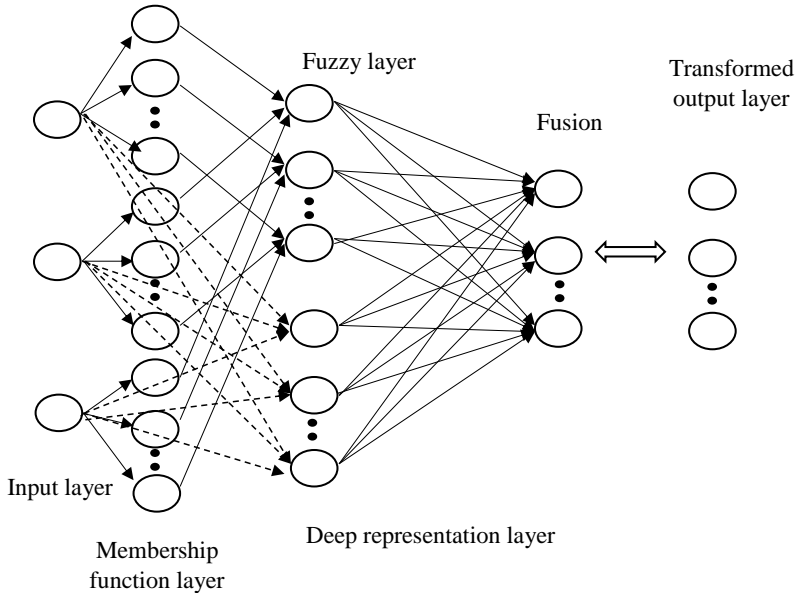 Fuzzy layer
Transformed
output layer
Fusion
Input layer
Deep representation layer
Membership
function layer